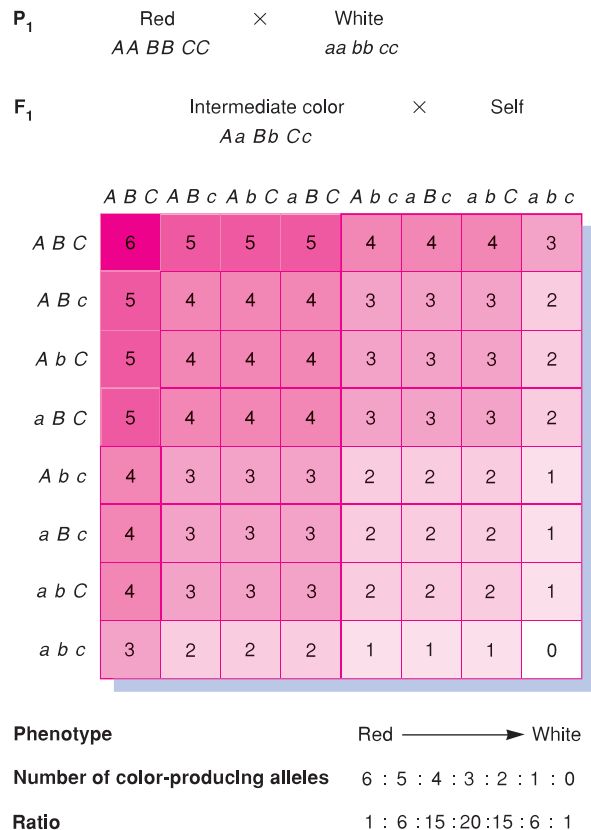 P1 Red × White
AA BB CC aa bb cc
F1 Intermediate color × Self
Aa Bb Cc
A B C A B c A b C a B C A b c a B c a b C a b c
A B C 6 5 5 5 4 4 4 3
A B c 5 4 4 4 3 3 3 2
A b C 5 4 4 4 3 3 3 2
a B C 5 4 4 4 3 3 3 2
A b c 4 3 3 3 2 2 2 1
a B c 4 3 3 3 2 2 2 1
a b C 4 3 3 3 2 2 2 1
a b c 3 2 2 2 1 1 1 0
Phenotype Red White
Number of color-producing alleles 6 : 5 : 4 : 3 : 2 : 1 : 0
Ratio 1 : 6 : 15 : 20 : 15 : 6 : 1